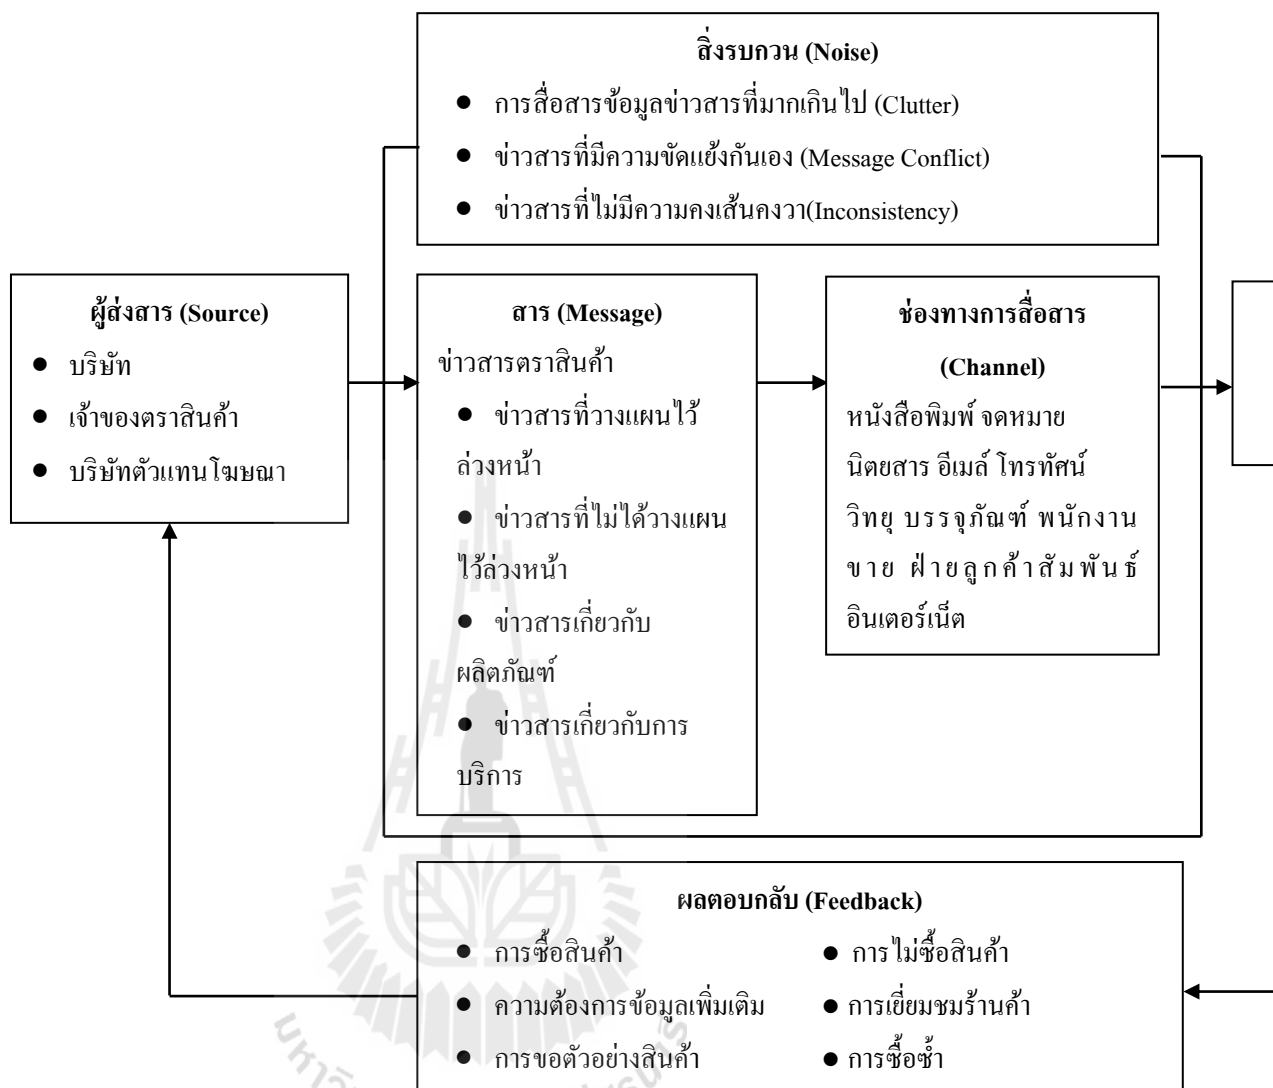 สิ่งรบกวน (Noise)
● การสื่อสารข้อมูลข่าวสารที่มากเกินไป (Clutter)
● ข่าวสารที่มีความขัดแย้งกันเอง (Message Conflict)
● ข่าวสารที่ไม่มีความคงเส้นคงวา(Inconsistency)
ผู้ส่งสาร (Source)
● บริษัท
● เจ้าของตราสินค้า
● บริษัทตัวแทนโฆษณา
สาร (Message)
ข่าวสารตราสินค้า
● ข่าวสารที่วางแผนไว้
ล่วงหน้า
● ข่าวสารที่ไม่ได้วางแผน
ไว้ล่วงหน้า
● ข่าวสารเกี่ยวกับ
ผลิตภัณฑ์
● ข่าวสารเกี่ยวกับการ
บริการ
ช่องทางการสื่อสาร
(Channel)
หนังสือพิมพ์ จดหมาย
นิตยสาร อีเมล์ โทรทัศน์
วิทยุ บรรจุภัณฑ์ พนักงาน
ขาย ฝ่ายลูกค้าสัมพันธ์
อินเตอร์เน็ต
ผลตอบกลับ (Feedback)
● การซื้อสินค้า ● การไม่ซื้อสินค้า
● ความต้องการข้อมูลเพิ่มเติม ● การเยี่ยมชมร้านค้า
● การขอตัวอย่างสินค้า ● การซื้อซ้ำ